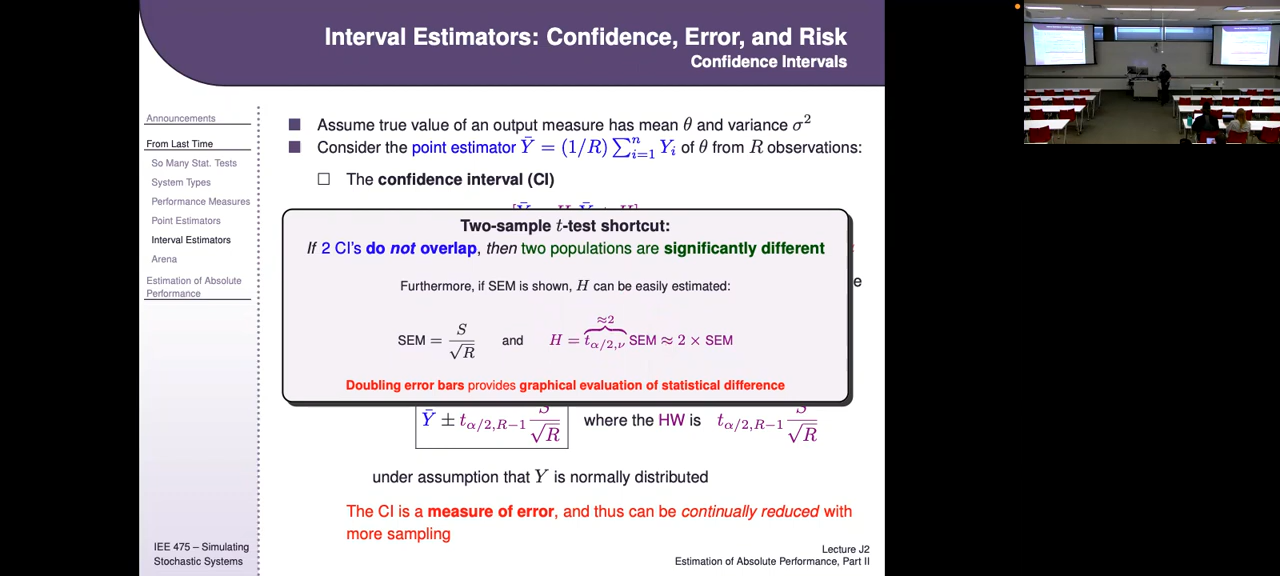 Interval Estimators: Confidence, Error, and Risk
Confidence Intervals
Announcements
From Last Time
So Many Stat. Tests
System Types
Performance Measures
Point Estimators
Interval Estimators
Arena
Estimation of Absolute
Performance
IEE 475 – Simulating
Stochastic Systems
■ Assume true value of an output measure has mean θ and variance σ²
■ Consider the point estimator Ȳ = (1/R) ∑ⁿᵢ₌₁ Yᵢ of θ from R observations:
□ The confidence interval (CI)
Two-sample t-test shortcut:
If 2 CI's do not overlap, then two populations are significantly different
Furthermore, if SEM is shown, H can be easily estimated:
≈2
SEM = S/√R and H = t_{α/2,ν} SEM ≈ 2 × SEM
Doubling error bars provides graphical evaluation of statistical difference
Ȳ ± t_{α/2,R−1} S/√R where the HW is t_{α/2,R−1} S/√R
under assumption that Y is normally distributed
The CI is a measure of error, and thus can be continually reduced with
more sampling
Lecture J2
Estimation of Absolute Performance, Part II